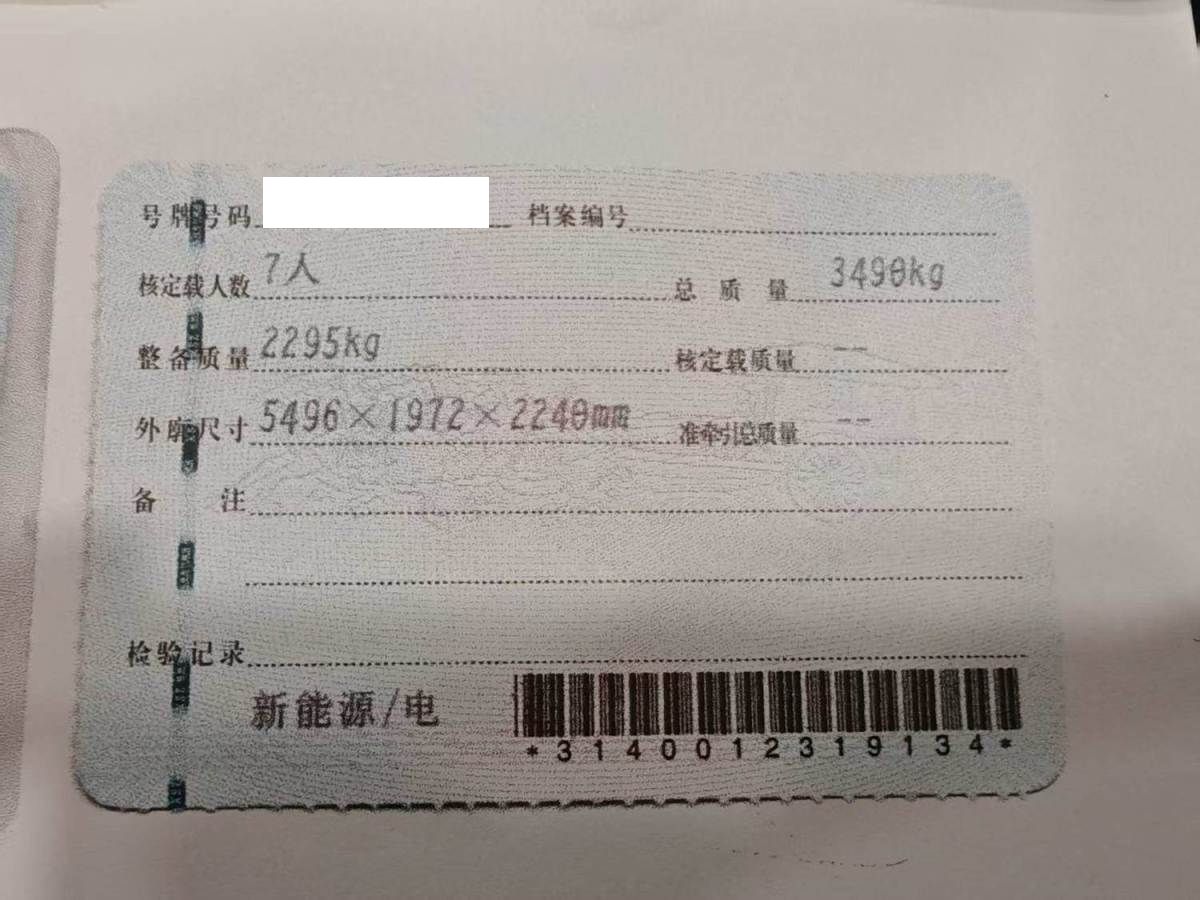 号牌号码 档案编号
核定载人数 7人 总质量 3490kg
整备质量 2295kg 核定载质量 --
外廓尺寸 5496×1972×2240mm 准牵引总质量 --
备注
检验记录
新能源/电
*3140012319134*